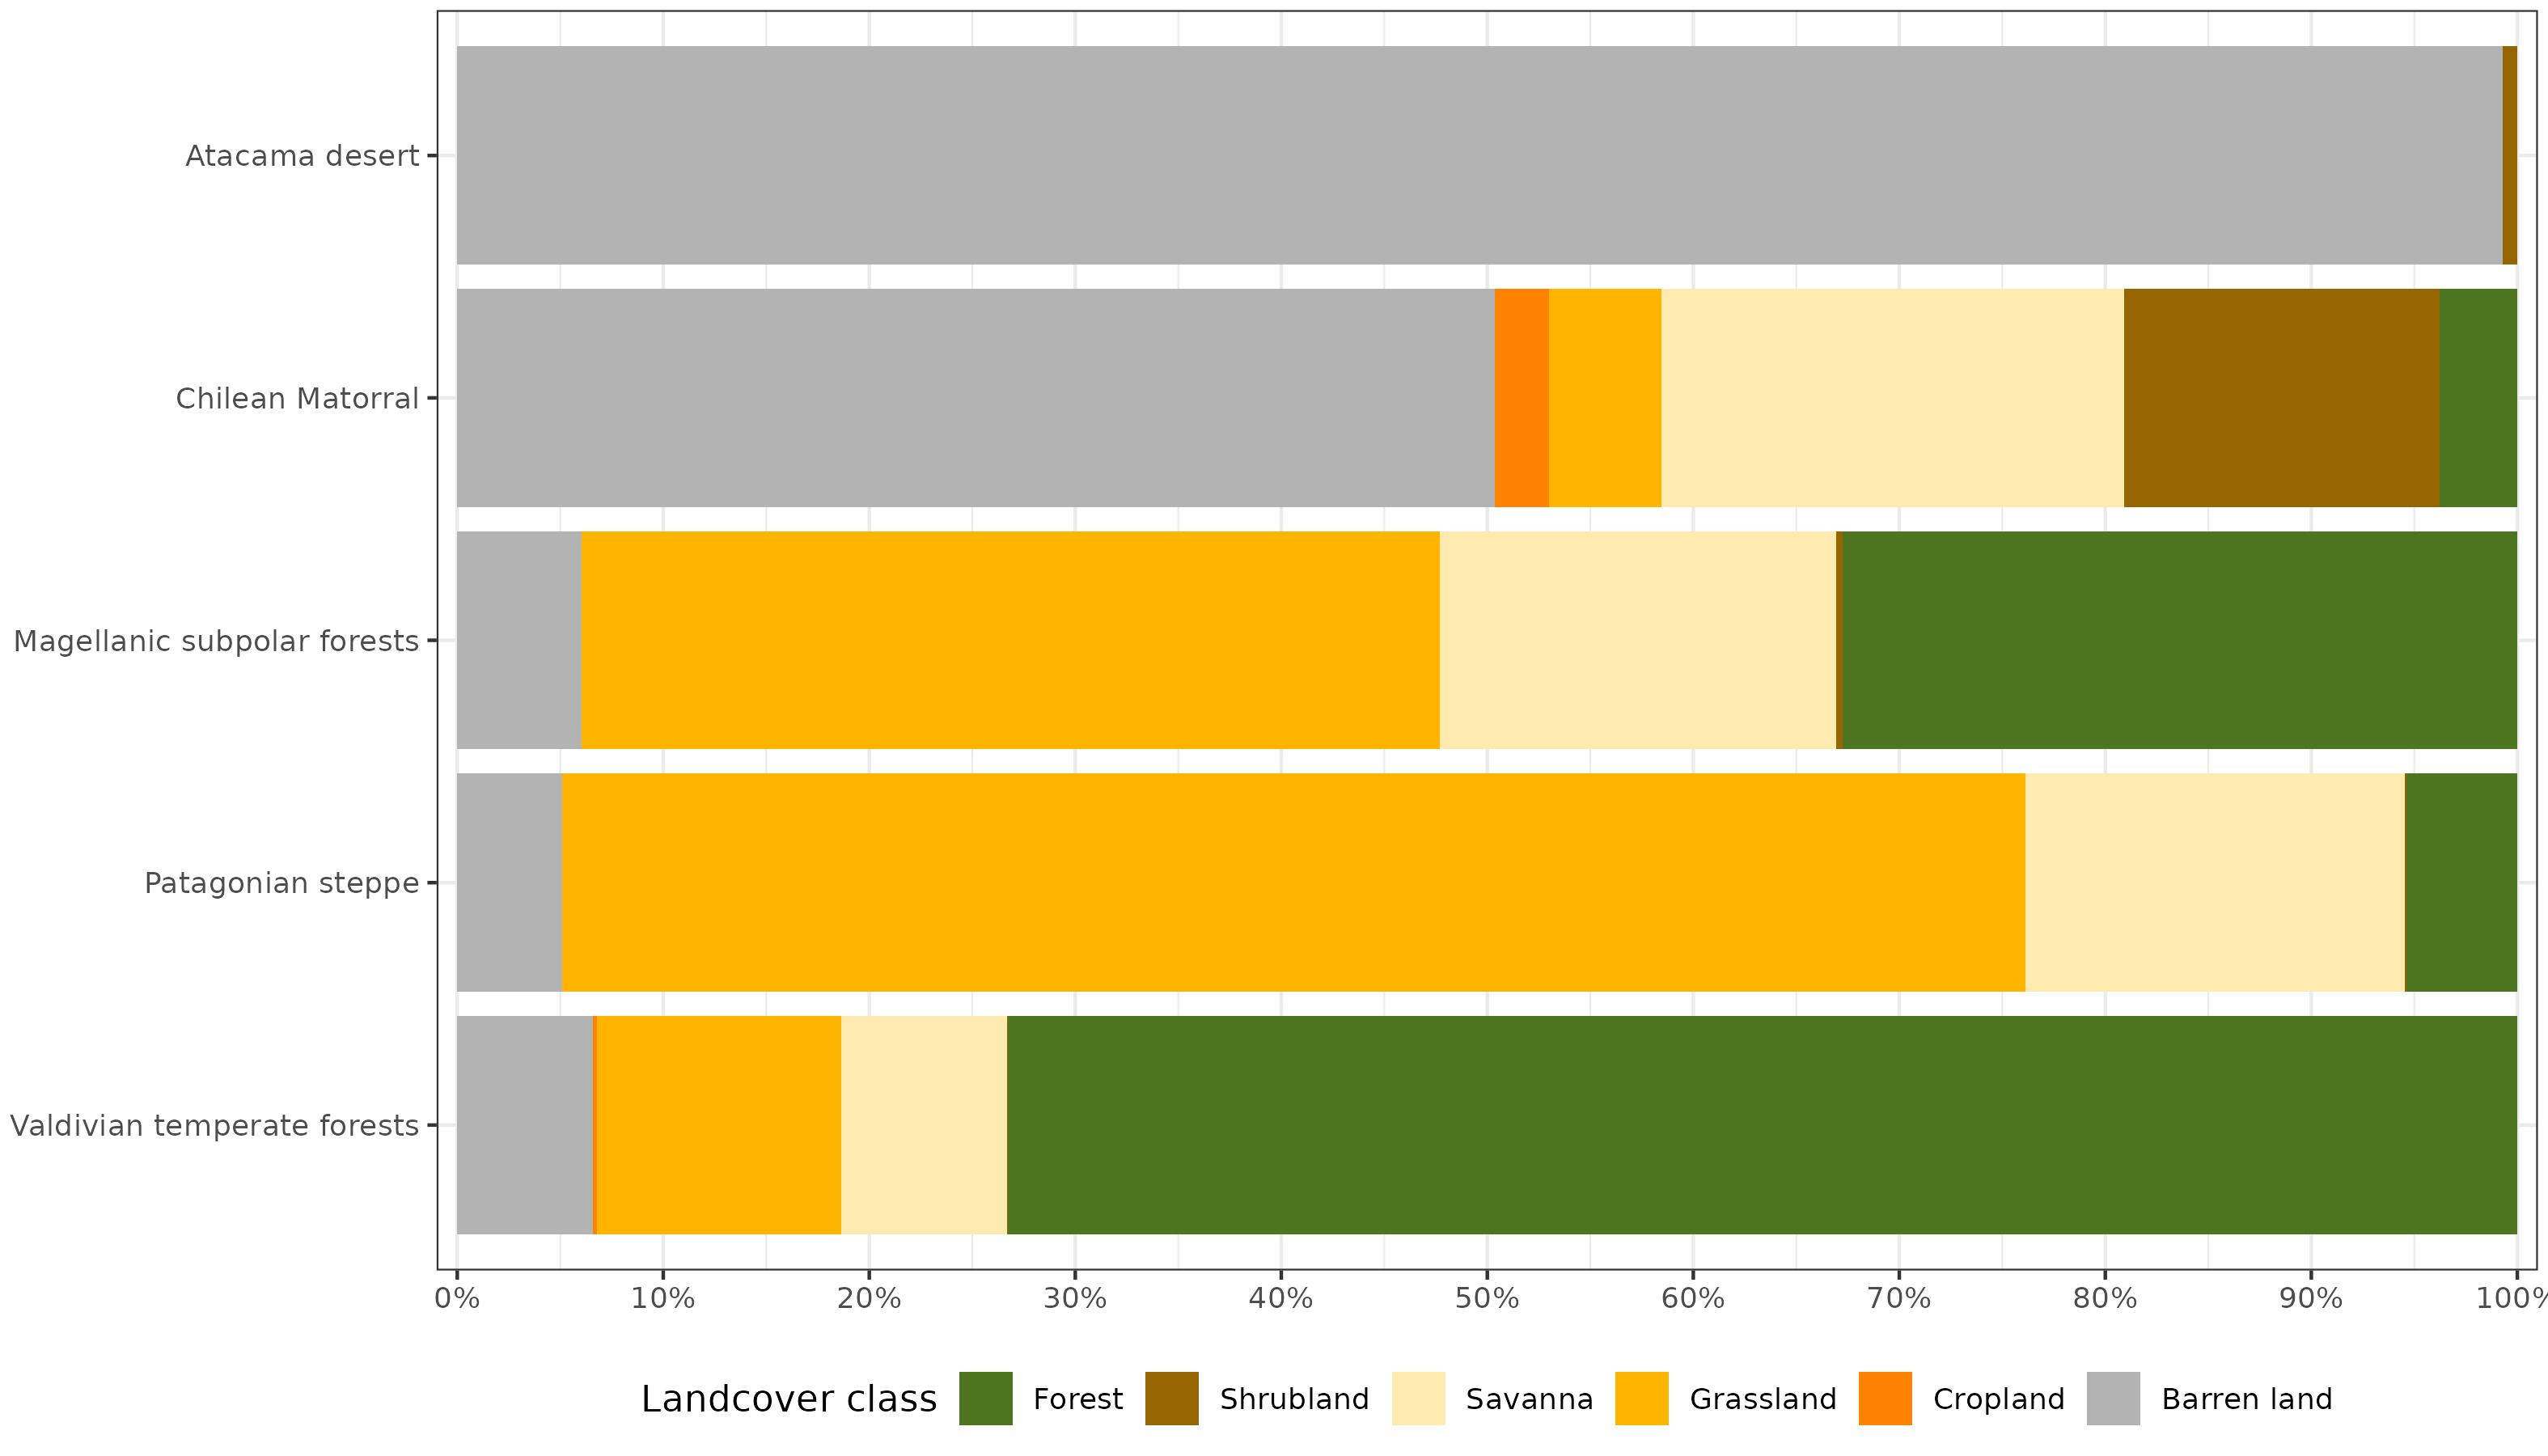 Atacama desert
Chilean Matorral
Magellanic subpolar forests
Patagonian steppe
Valdivian temperate forests
0% 10% 20% 30% 40% 50% 60% 70% 80% 90% 100%
Landcover class Forest Shrubland Savanna Grassland Cropland Barren land